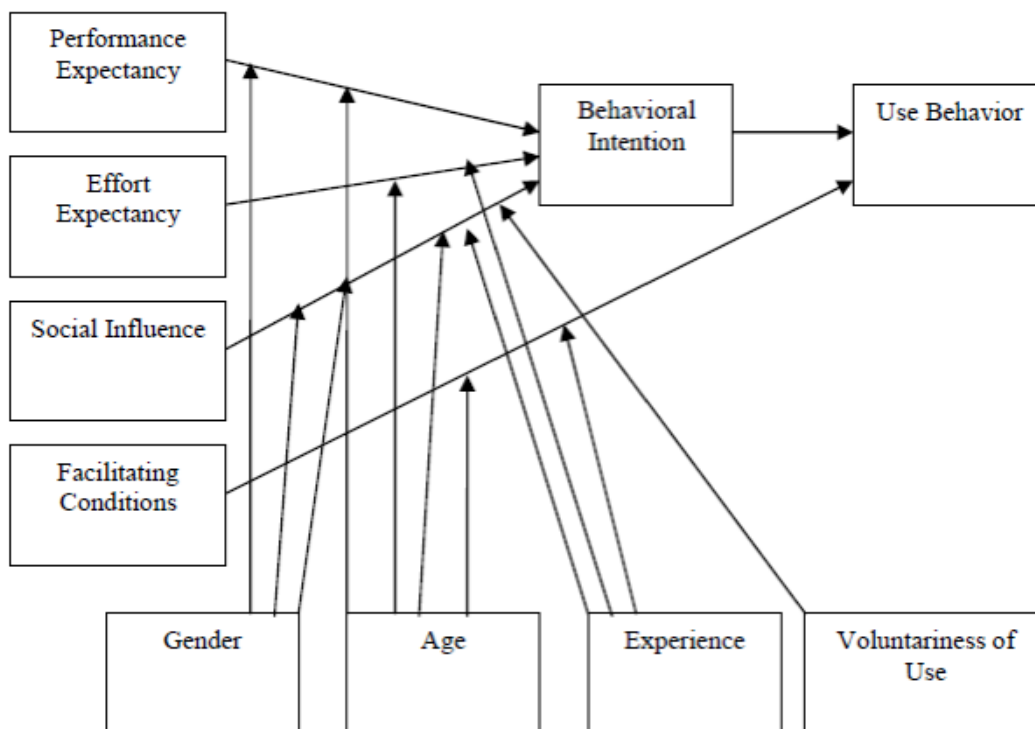 Performance
Expectancy
Behavioral
Intention
Use Behavior
Effort
Expectancy
Social Influence
Facilitating
Conditions
Gender
Age
Experience
Voluntariness of
Use